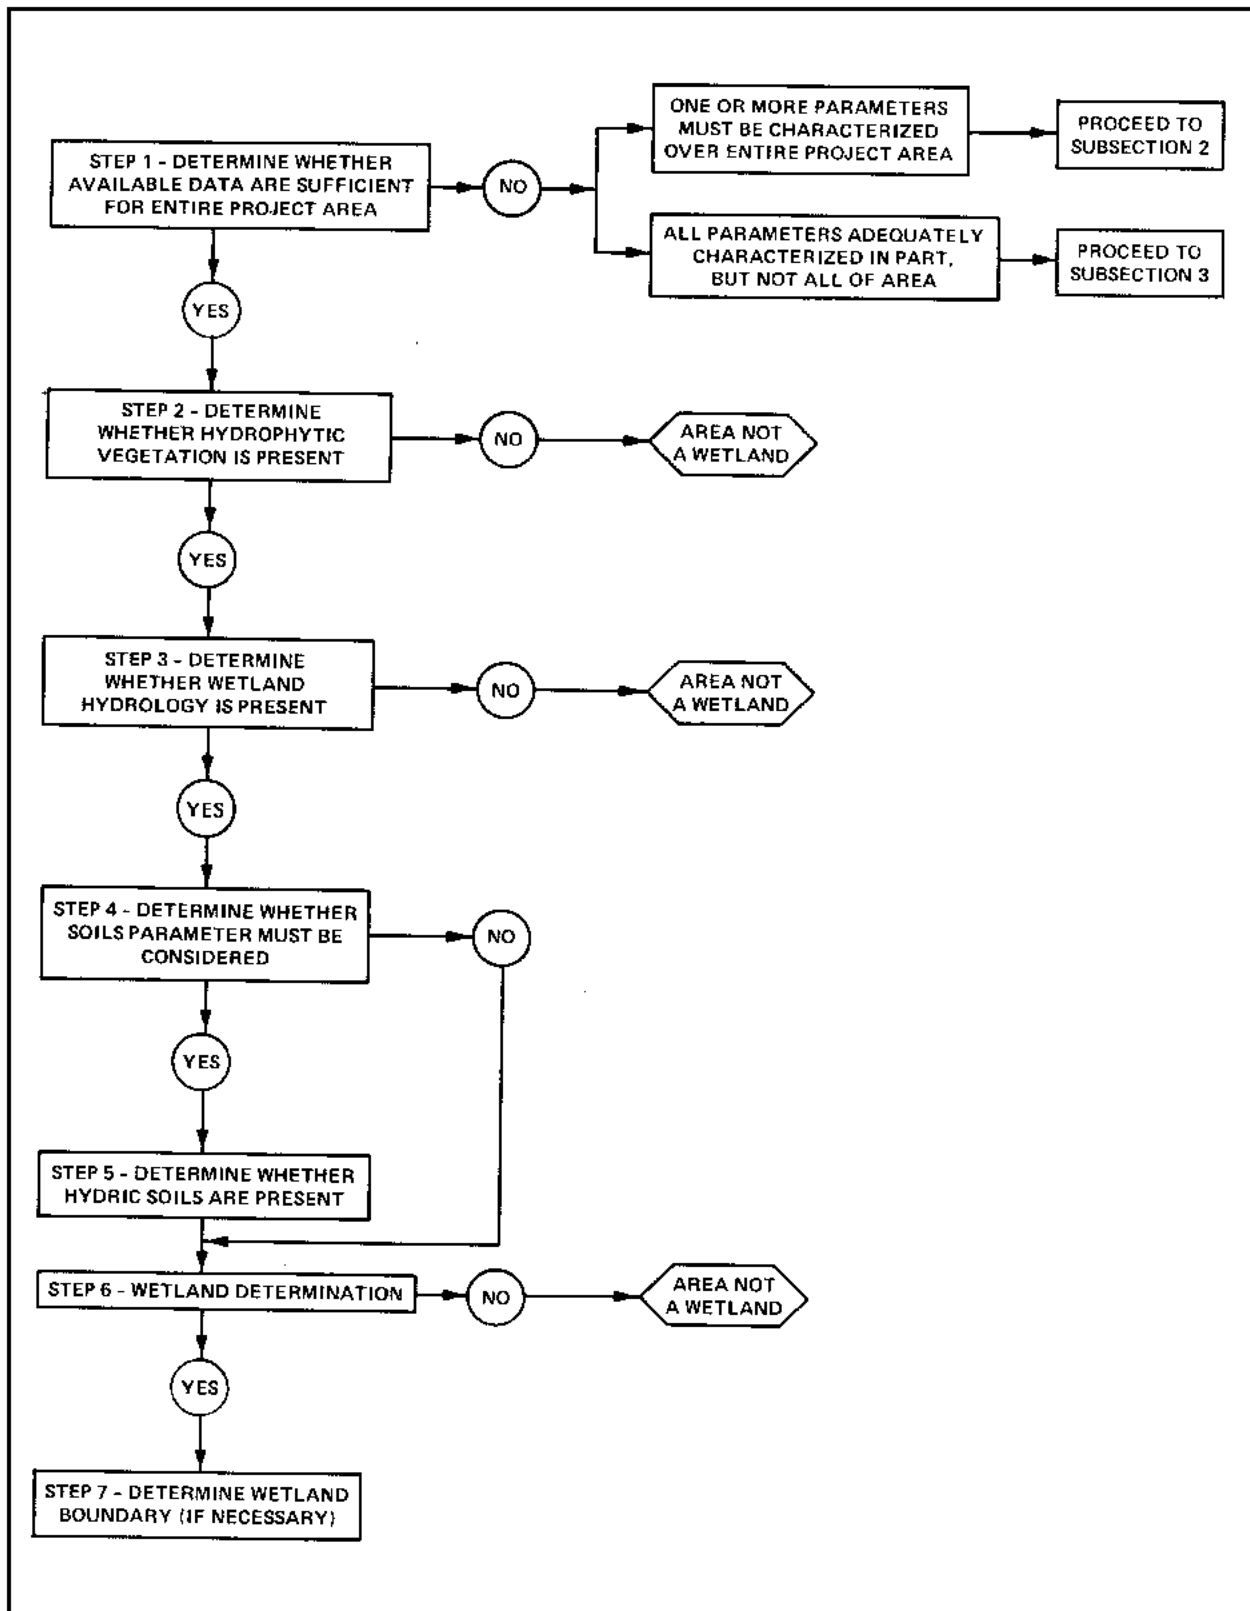 STEP 1 - DETERMINE WHETHER
AVAILABLE DATA ARE SUFFICIENT
FOR ENTIRE PROJECT AREA
NO
ONE OR MORE PARAMETERS
MUST BE CHARACTERIZED
OVER ENTIRE PROJECT AREA
PROCEED TO
SUBSECTION 2
ALL PARAMETERS ADEQUATELY
CHARACTERIZED IN PART,
BUT NOT ALL OF AREA
PROCEED TO
SUBSECTION 3
YES
STEP 2 - DETERMINE
WHETHER HYDROPHYTIC
VEGETATION IS PRESENT
NO
AREA NOT
A WETLAND
YES
STEP 3 - DETERMINE
WHETHER WETLAND
HYDROLOGY IS PRESENT
NO
AREA NOT
A WETLAND
YES
STEP 4 - DETERMINE WHETHER
SOILS PARAMETER MUST BE
CONSIDERED
NO
YES
STEP 5 - DETERMINE WHETHER
HYDRIC SOILS ARE PRESENT
STEP 6 - WETLAND DETERMINATION
NO
AREA NOT
A WETLAND
YES
STEP 7 - DETERMINE WETLAND
BOUNDARY (IF NECESSARY)